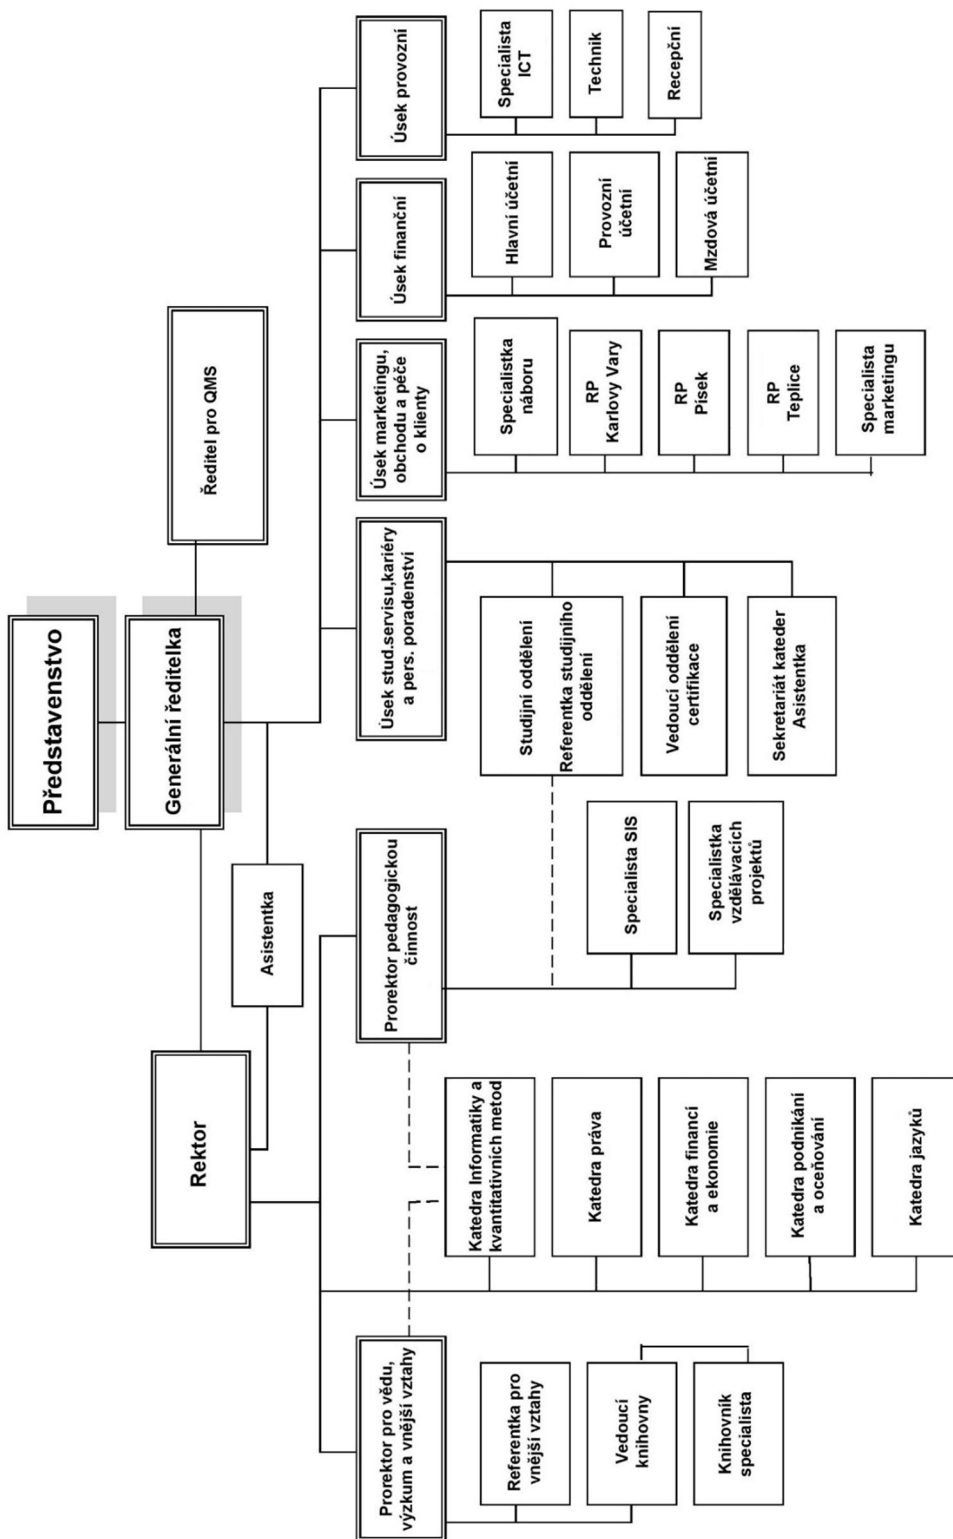 Představenstvo
Generální ředitelka
Ředitel pro QMS
Rektor
Asistentka
Prorektor pro vědu,
výzkum a vnější vztahy
Prorektor pedagogickou
činnost
Úsek stud.servisu,kariéry
a pers. poradenství
Úsek marketingu,
obchodu a péče
o klienty
Úsek finanční
Úsek provozní
Referentka pro
vnější vztahy
Vedoucí
knihovny
Knihovník
specialista
Katedra Informatiky a
kvantitativních metod
Katedra práva
Katedra financí
a ekonomie
Katedra podnikání
a oceňování
Katedra jazyků
Specialista SIS
Specialistka
vzdělávacích
projektů
Studijní oddělení
Referentka studijního
oddělení
Vedoucí oddělení
certifikace
Sekretariát kateder
Asistentka
Specialistka
náboru
RP
Karlovy Vary
RP
Písek
RP
Teplice
Specialista
marketingu
Hlavní účetní
Provozní
účetní
Mzdová účetní
Specialista
ICT
Technik
Recepční